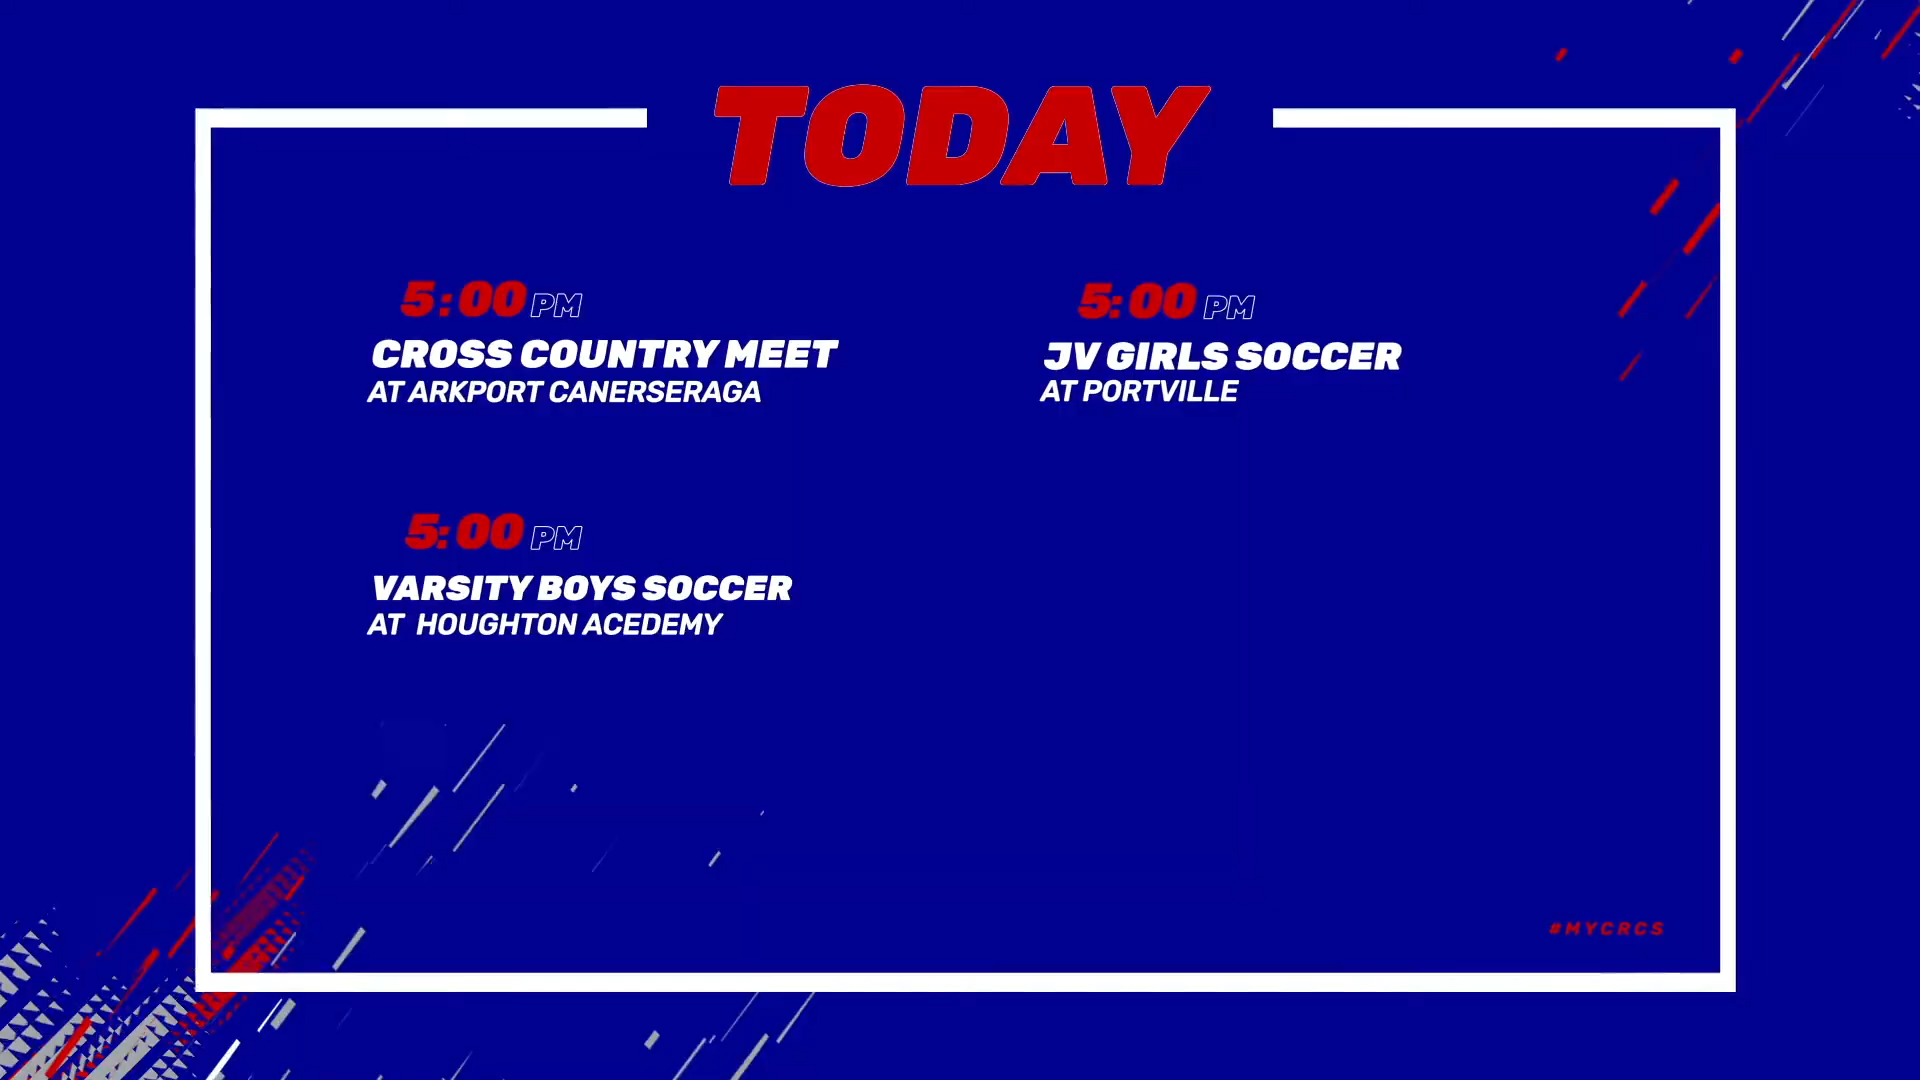 TODAY
5:00 PM
CROSS COUNTRY MEET
AT ARKPORT CANERSERAGA
5:00 PM
JV GIRLS SOCCER
AT PORTVILLE
5:00 PM
VARSITY BOYS SOCCER
AT HOUGHTON ACEDEMY
#MYCRCS